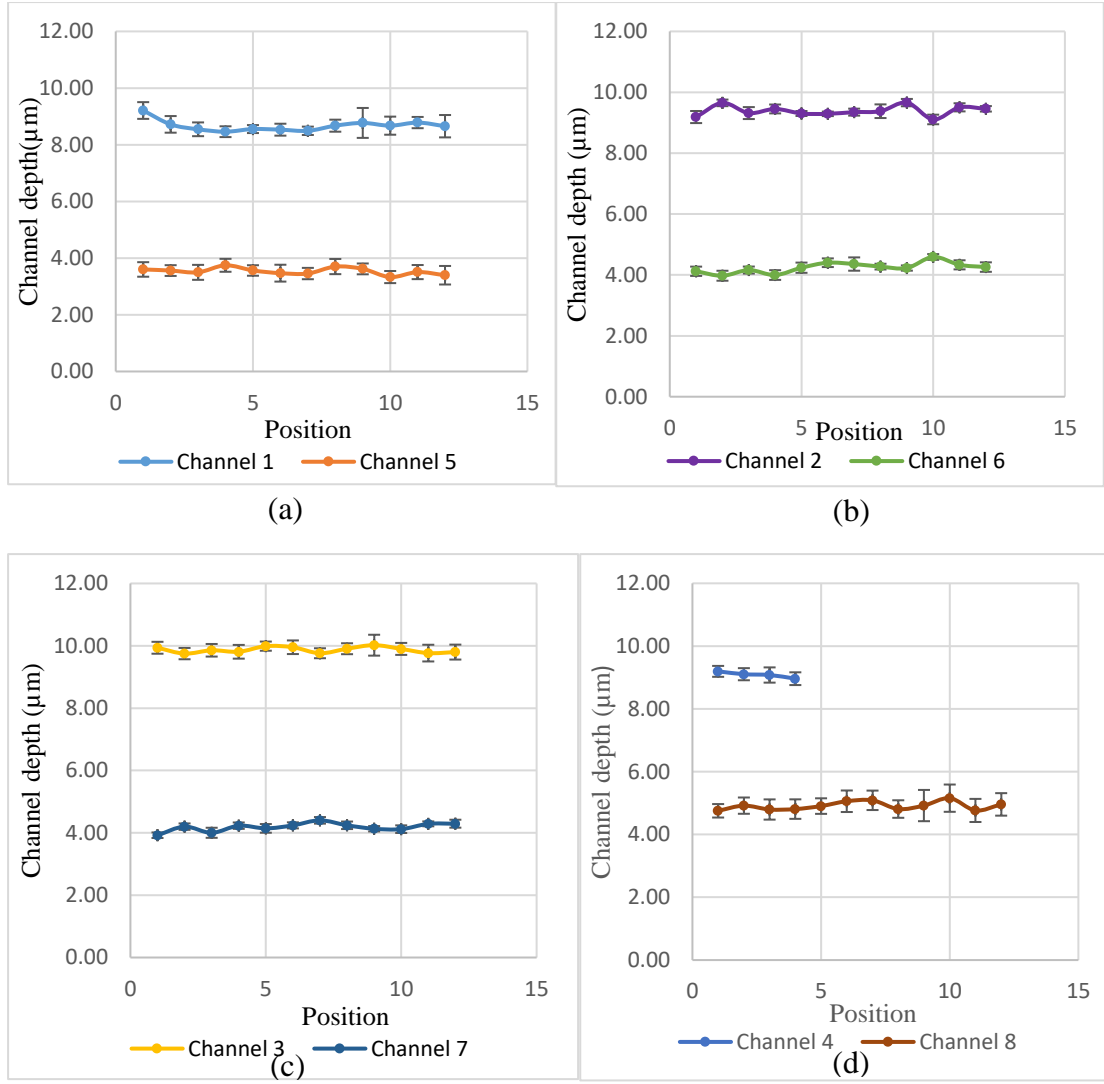 12.00
10.00
8.00
6.00
4.00
2.00
0.00
Channel depth(µm)
0 5 10 15
Position
Channel 1 Channel 5
(a)
12.00
10.00
8.00
6.00
4.00
2.00
0.00
Channel depth (µm)
0 5 10 15
Position
Channel 2 Channel 6
(b)
12.00
10.00
8.00
6.00
4.00
2.00
0.00
Channel depth (µm)
0 5 10 15
Position
Channel 3 Channel 7
(c)
12.00
10.00
8.00
6.00
4.00
2.00
0.00
Channel depth (µm)
0 5 10 15
Position
Channel 4 Channel 8
(d)